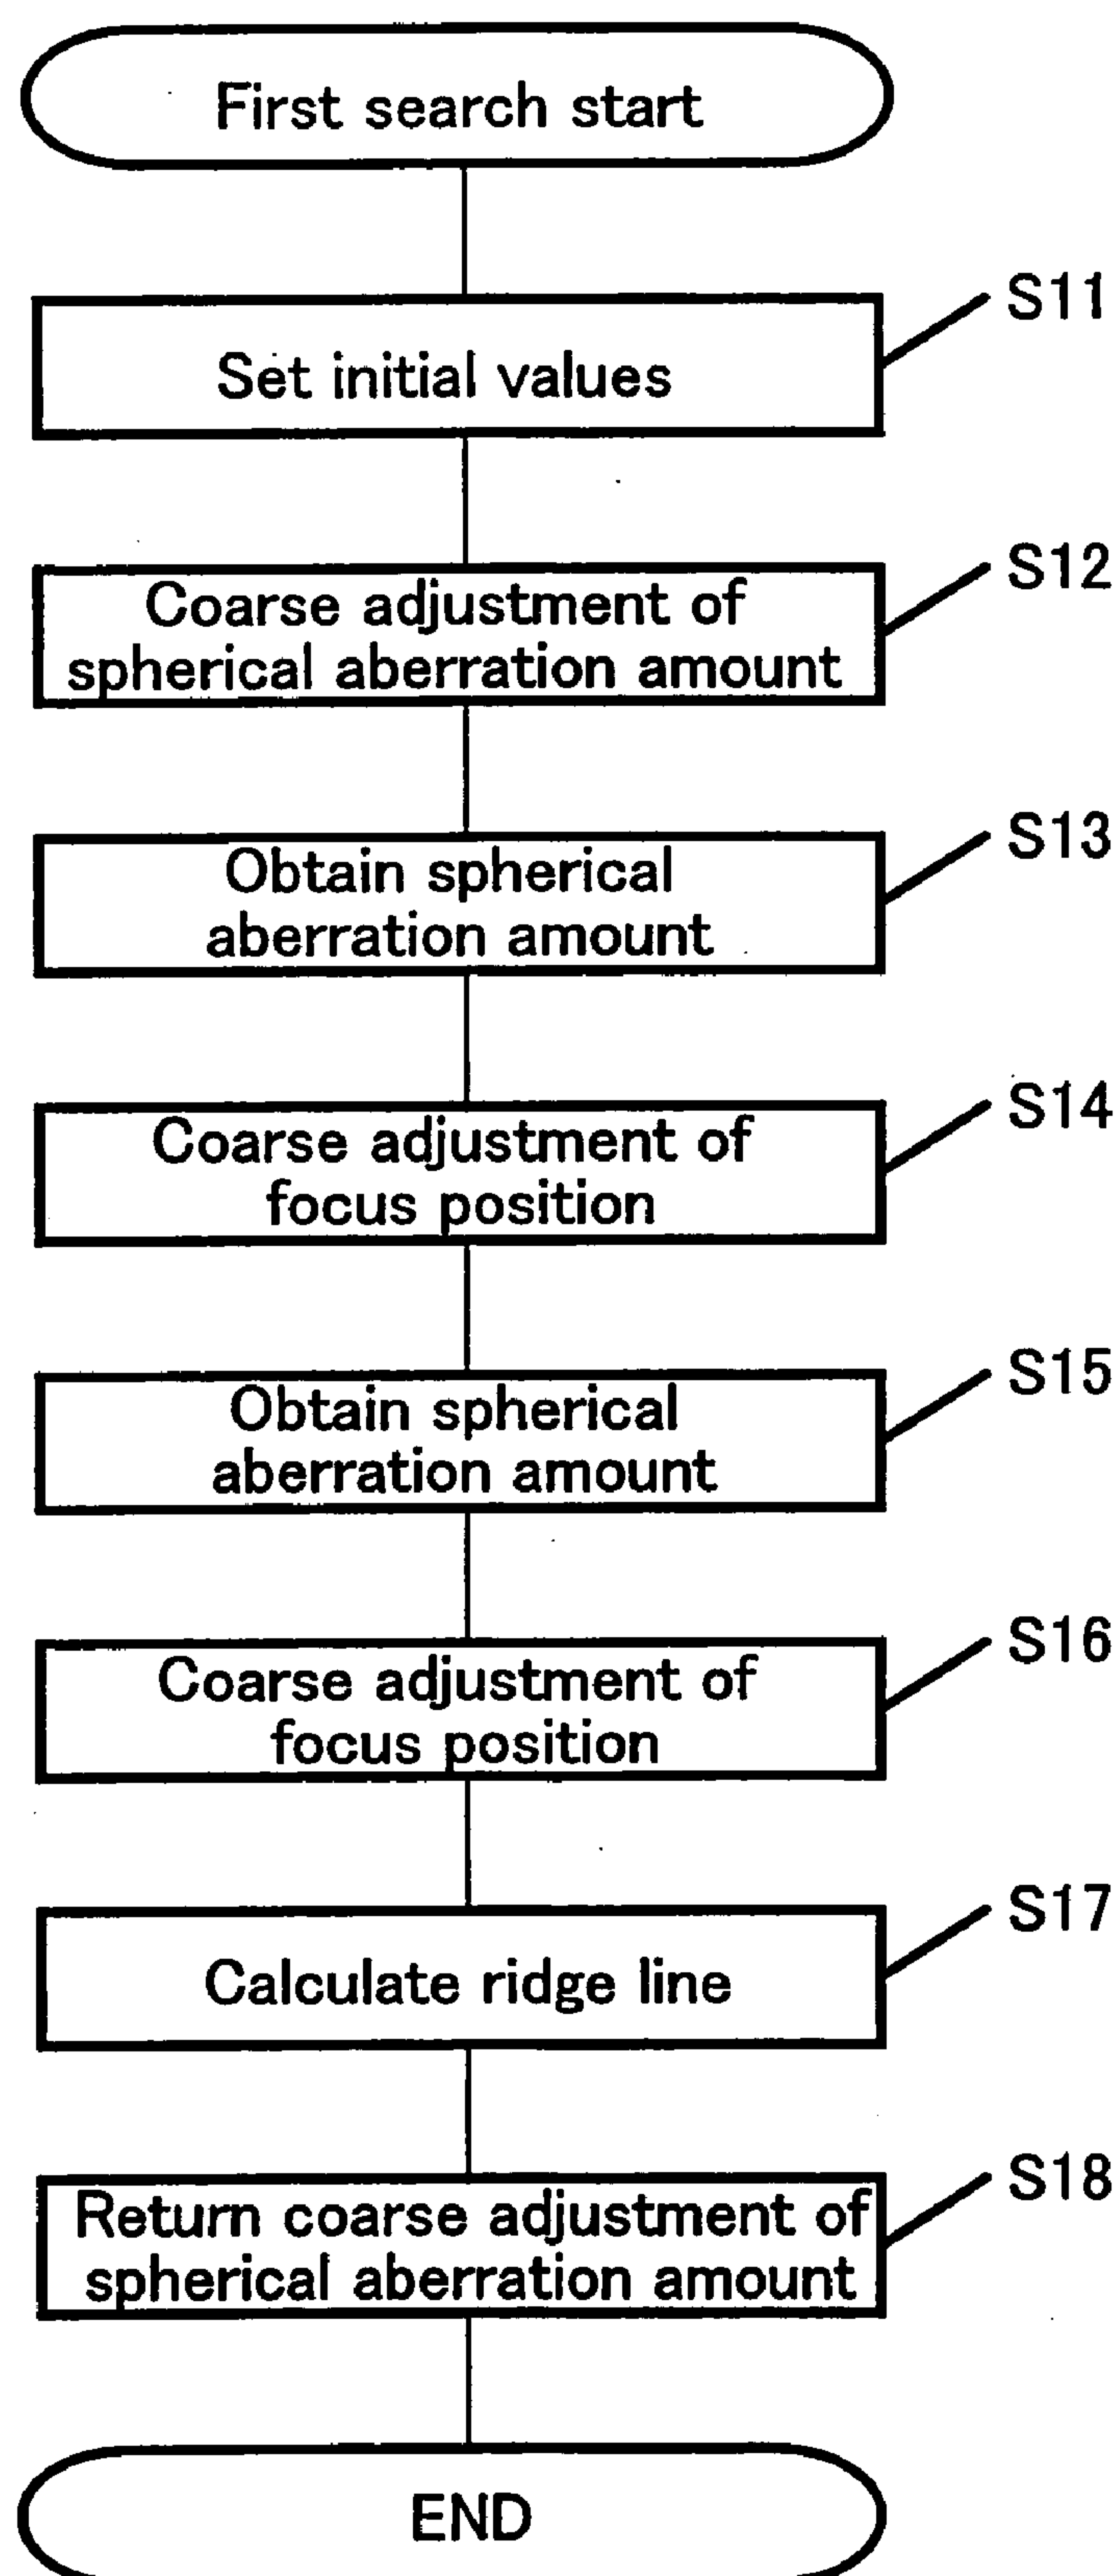 First search start
S11
Set initial values
S12
Coarse adjustment of
spherical aberration amount
S13
Obtain spherical
aberration amount
S14
Coarse adjustment of
focus position
S15
Obtain spherical
aberration amount
S16
Coarse adjustment of
focus position
S17
Calculate ridge line
S18
Return coarse adjustment of
spherical aberration amount
END